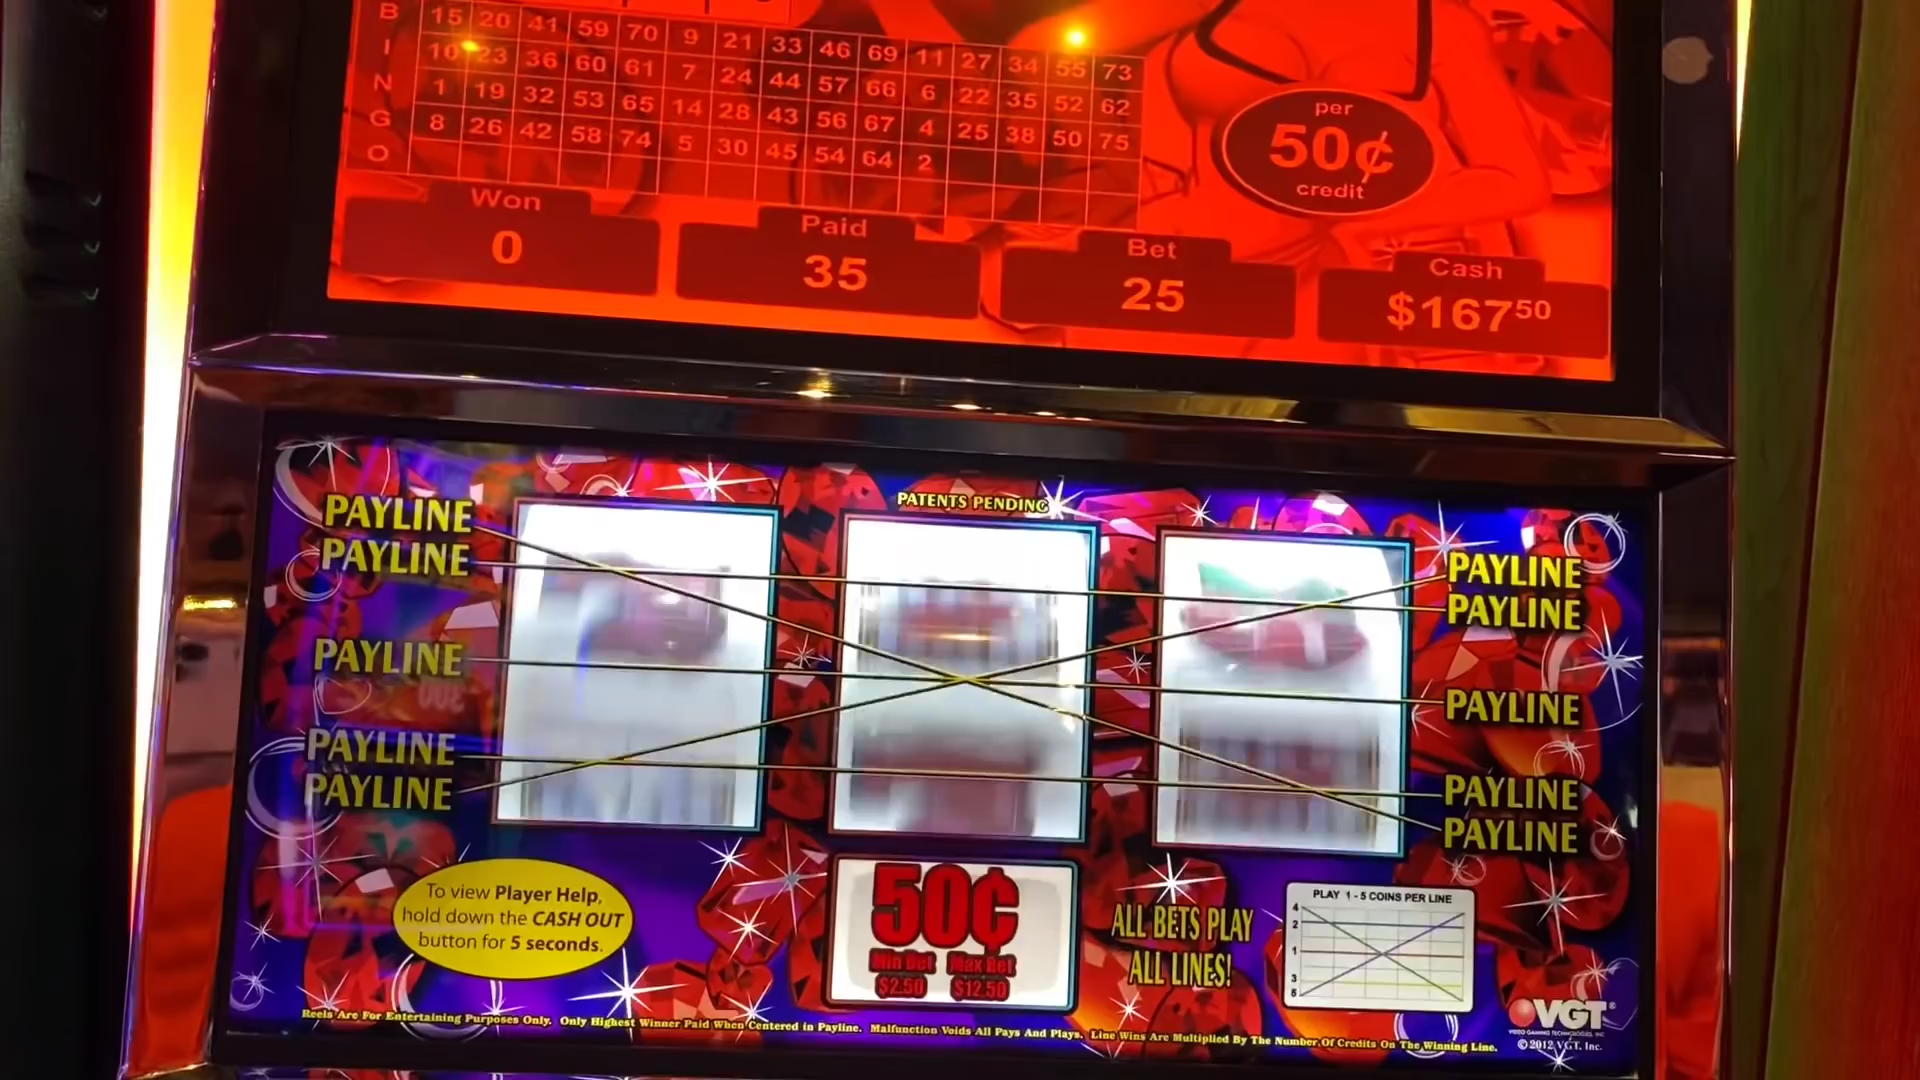 B 15 20 41 59 70 9 21 33 46 69 11 27 34 55 73
I 10 23 36 60 61 7 24 44 57 66 6 22 35 52 62
N 1 19 32 53 65 14 28 43 56 67 4 25 38 50 75
G 8 26 42 58 74 5 30 45 54 64 2
O
per
50¢
credit
Won
0
Paid
35
Bet
25
Cash
$167 50
PATENTS PENDING
PAYLINE
PAYLINE
PAYLINE
PAYLINE
PAYLINE
PAYLINE
PAYLINE
PAYLINE
PAYLINE
PAYLINE
To view Player Help,
hold down the CASH OUT
button for 5 seconds.
50¢
Min Bet Max Bet
$2.50 $12.50
ALL BETS PLAY
ALL LINES!
PLAY 1 - 5 COINS PER LINE
4
2
1
3
5
VGT®
VIDEO GAMING TECHNOLOGIES, INC.
©2012 VGT, Inc.
Reels Are For Entertaining Purposes Only. Only Highest Winner Paid When Centered in Payline. Malfunction Voids All Pays And Plays. Line Wins Are Multiplied By The Number Of Credits On The Winning Line.